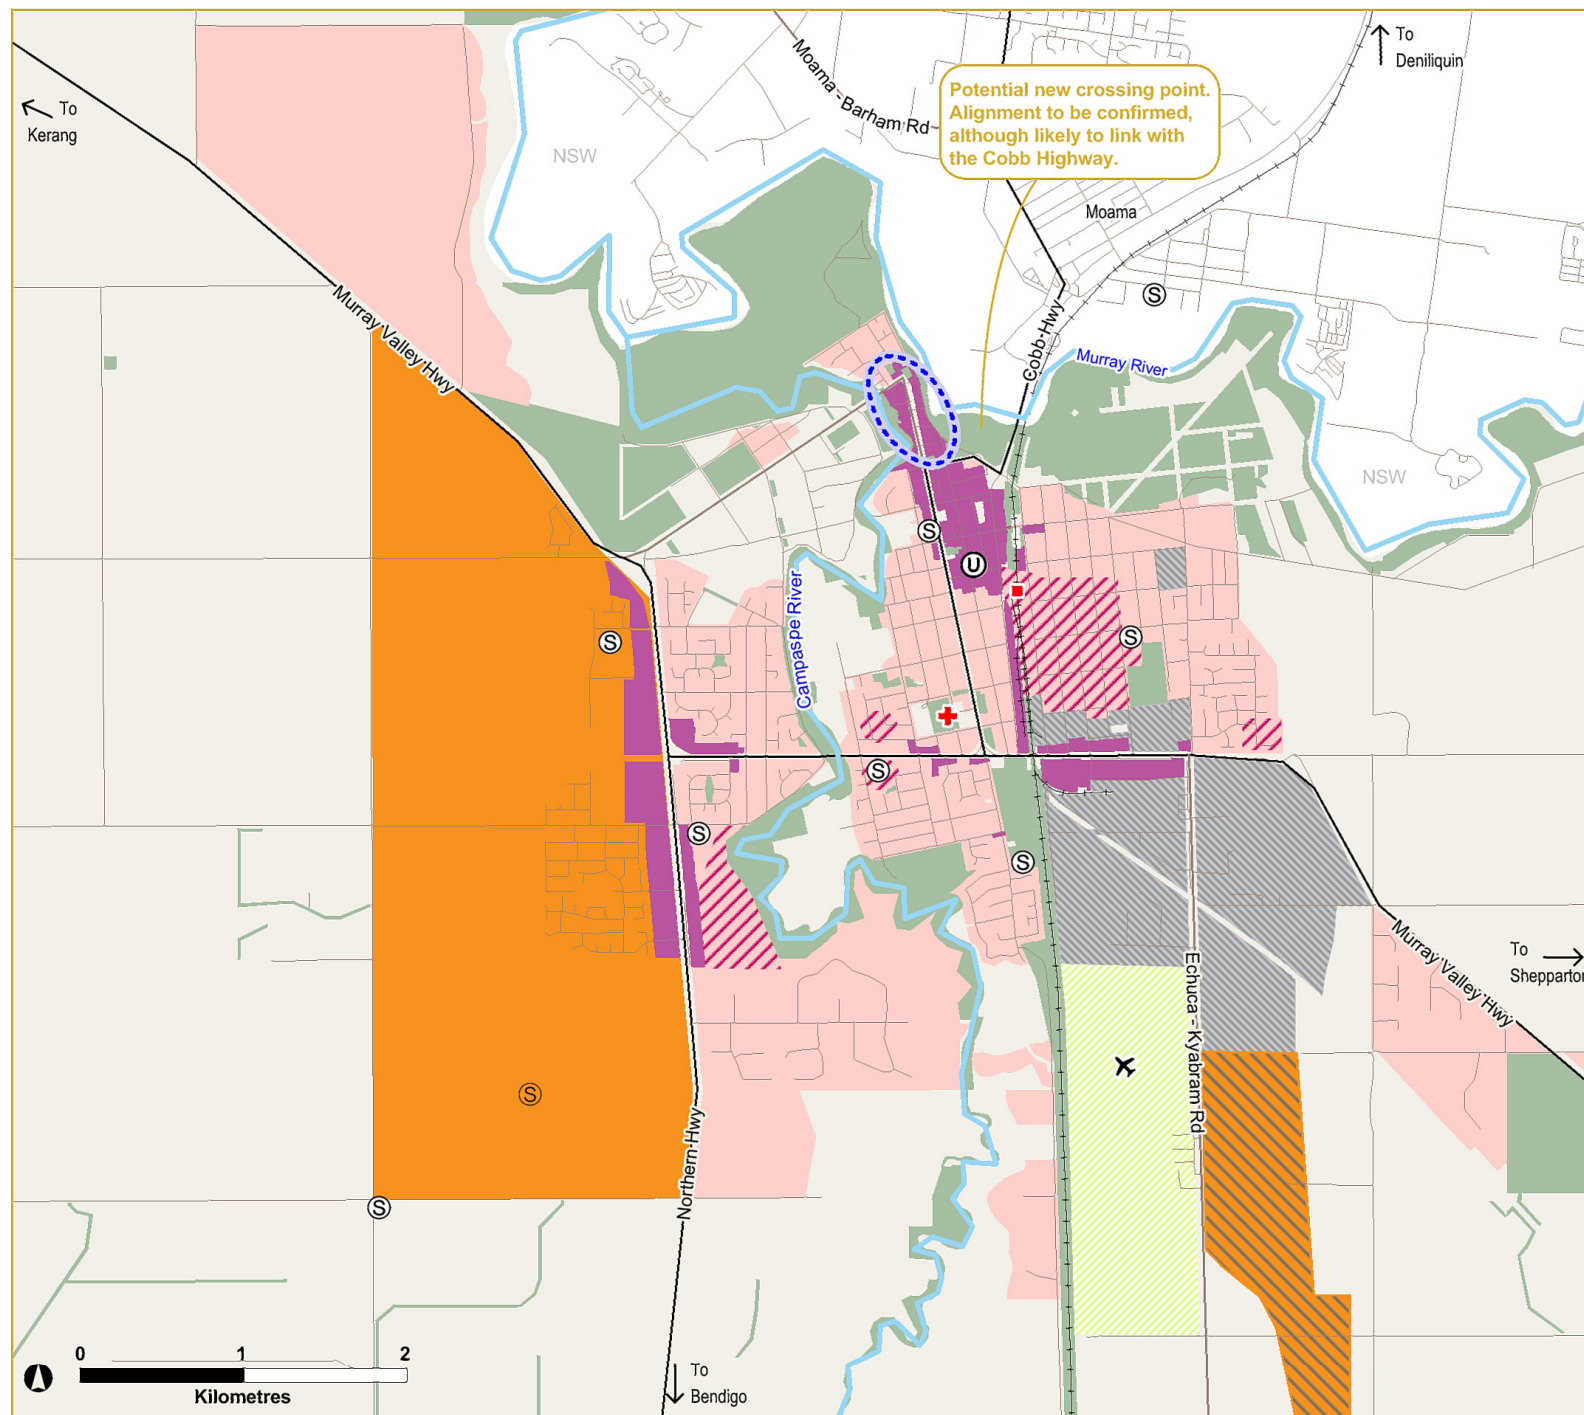 To
Deniliquin
Moama - Barham Rd
Potential new crossing point.
Alignment to be confirmed,
although likely to link with
the Cobb Highway.
To
Kerang
NSW
Moama
S
Murray Valley Hwy
Cobb Hwy
Murray River
NSW
S
U
Campaspe River
S
S
S
S
S
Murray Valley Hwy
To
Shepparton
Echuca - Kyabram Rd
S
Northern Hwy
S
0 1 2
Kilometres
To
Bendigo